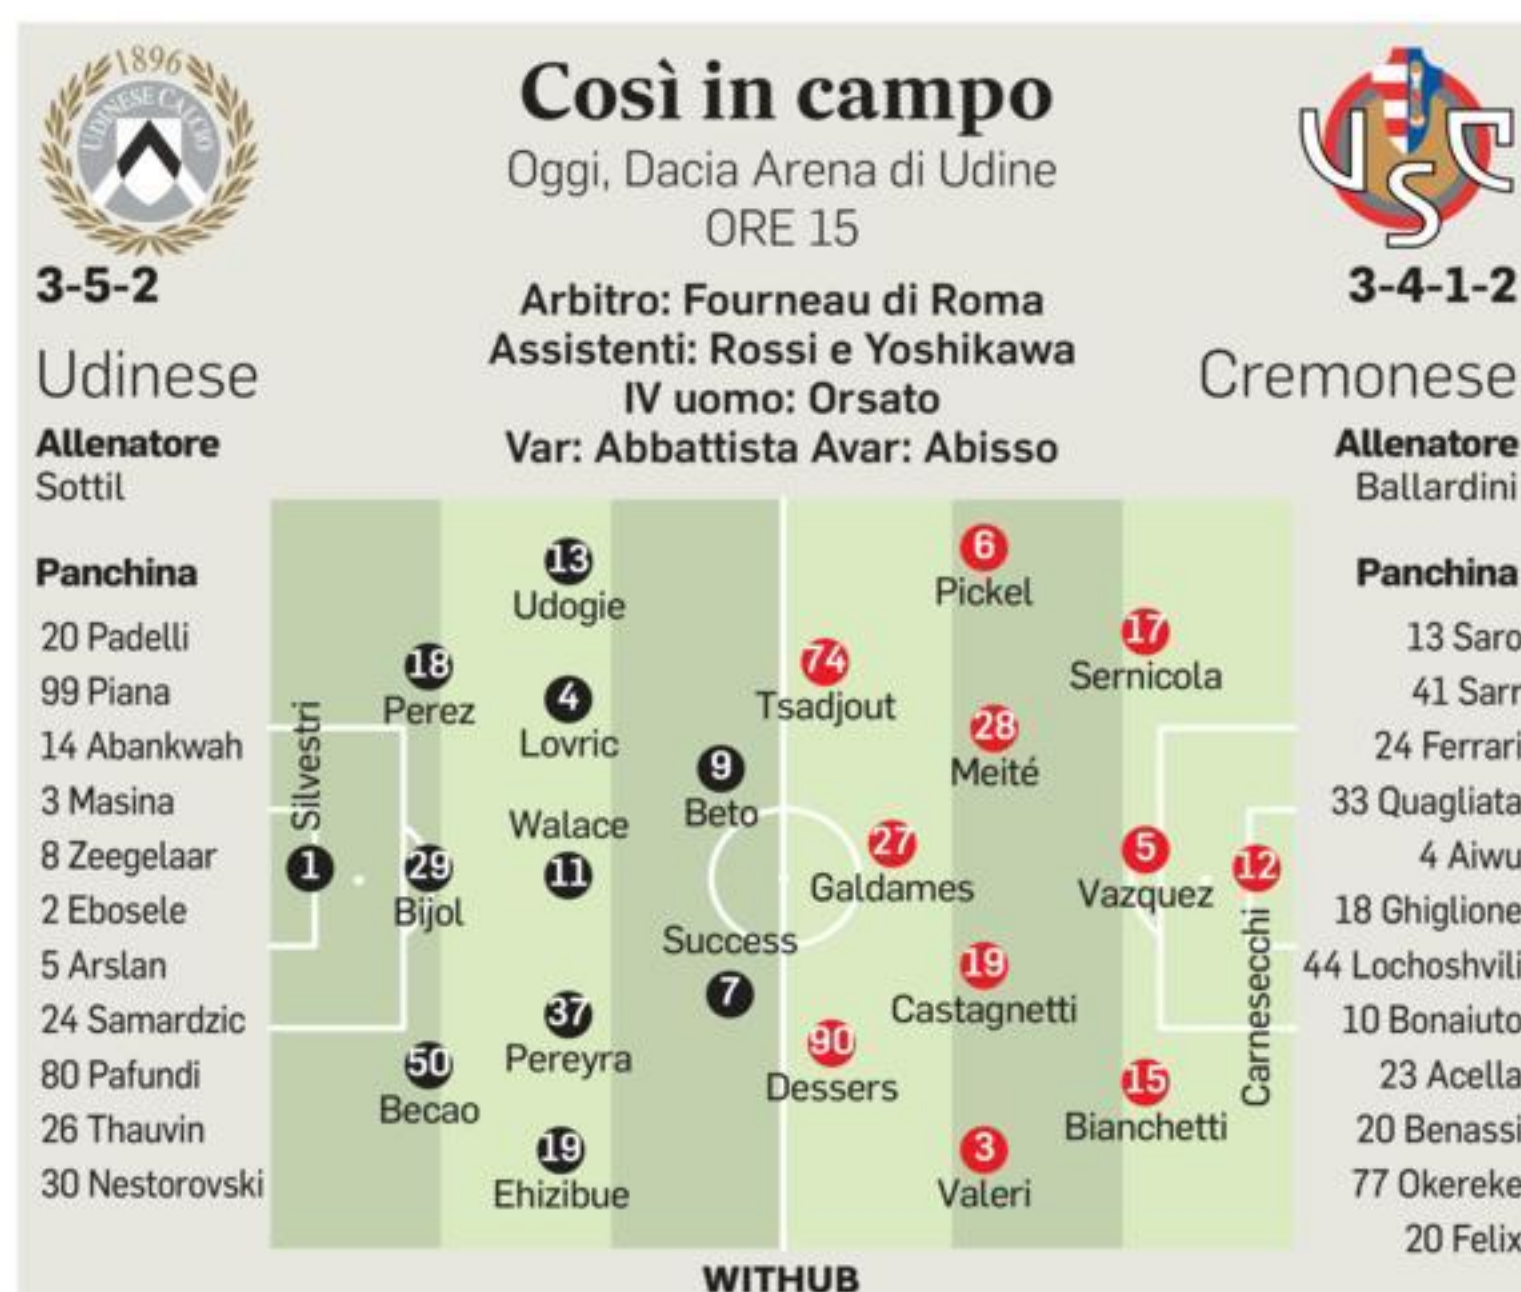 1896
UDINESE CALCIO
USC
Così in campo
Oggi, Dacia Arena di Udine
ORE 15
Arbitro: Fourneau di Roma
Assistenti: Rossi e Yoshikawa
IV uomo: Orsato
Var: Abbattista Avar: Abisso
3-5-2
Udinese
Allenatore
Sottil
Panchina
20 Padelli
99 Piana
14 Abankwah
3 Masina
8 Zeegelaar
2 Ebosele
5 Arslan
24 Samardzic
80 Pafundi
26 Thauvin
30 Nestorovski
1
Silvestri
18
Perez
29
Bijol
50
Becao
13
Udogie
4
Lovric
Walace
11
37
Pereyra
19
Ehizibue
9
Beto
Success
7
74
Tsadjout
90
Dessers
27
Galdames
6
Pickel
28
Meité
19
Castagnetti
3
Valeri
17
Sernicola
5
Vazquez
15
Bianchetti
12
Carnesecchi
3-4-1-2
Cremonese
Allenatore
Ballardini
Panchina
13 Saro
41 Sarr
24 Ferrari
33 Quagliata
4 Aiwu
18 Ghiglione
44 Lochoshvili
10 Bonaiuto
23 Acella
20 Benassi
77 Okereke
20 Felix
WITHUB